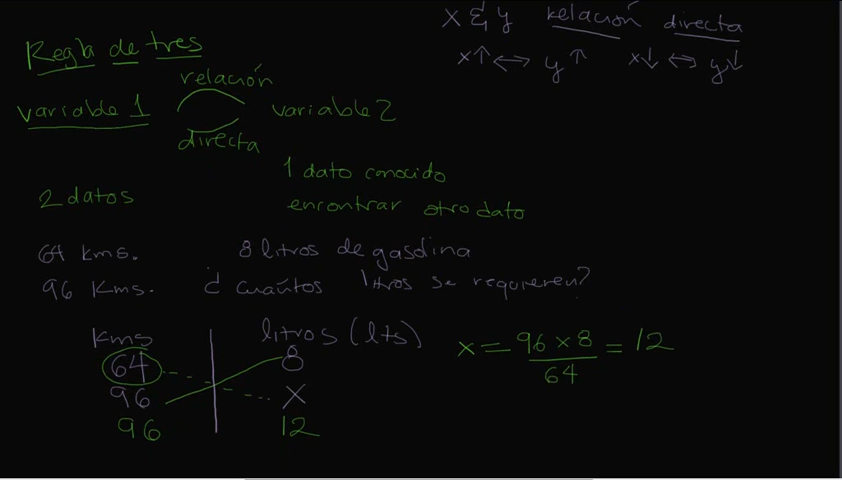 x & y relación directa
x↑ ↔ y↑ x↓ ↔ y↓
Regla de tres
relación
variable 1 variable 2
directa
1 dato conocido
2 datos
encontrar otro dato
64 kms. 8 litros de gasolina
96 kms. ¿ cuántos litros se requieren?
kms litros (lts)
64 8
96 x
96 12
x = 96 x 8 / 64 = 12